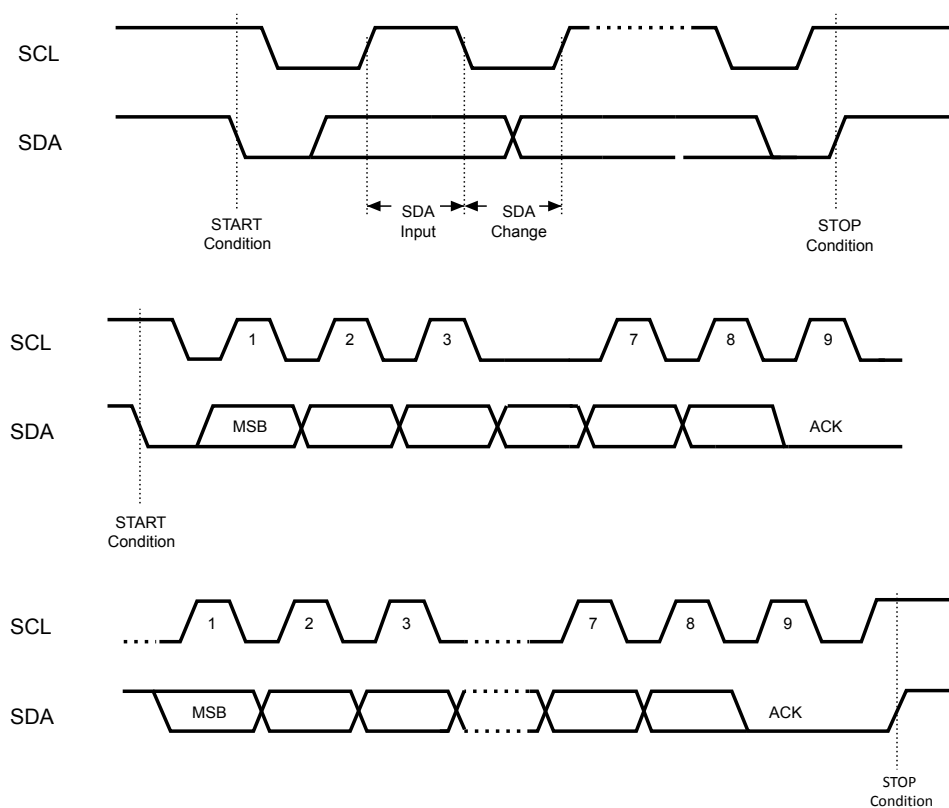 SCL
SDA
START
Condition
SDA
Input
SDA
Change
STOP
Condition
SCL
1 2 3 7 8 9
SDA
MSB ACK
START
Condition
SCL
1 2 3 7 8 9
SDA
MSB ACK
STOP
Condition